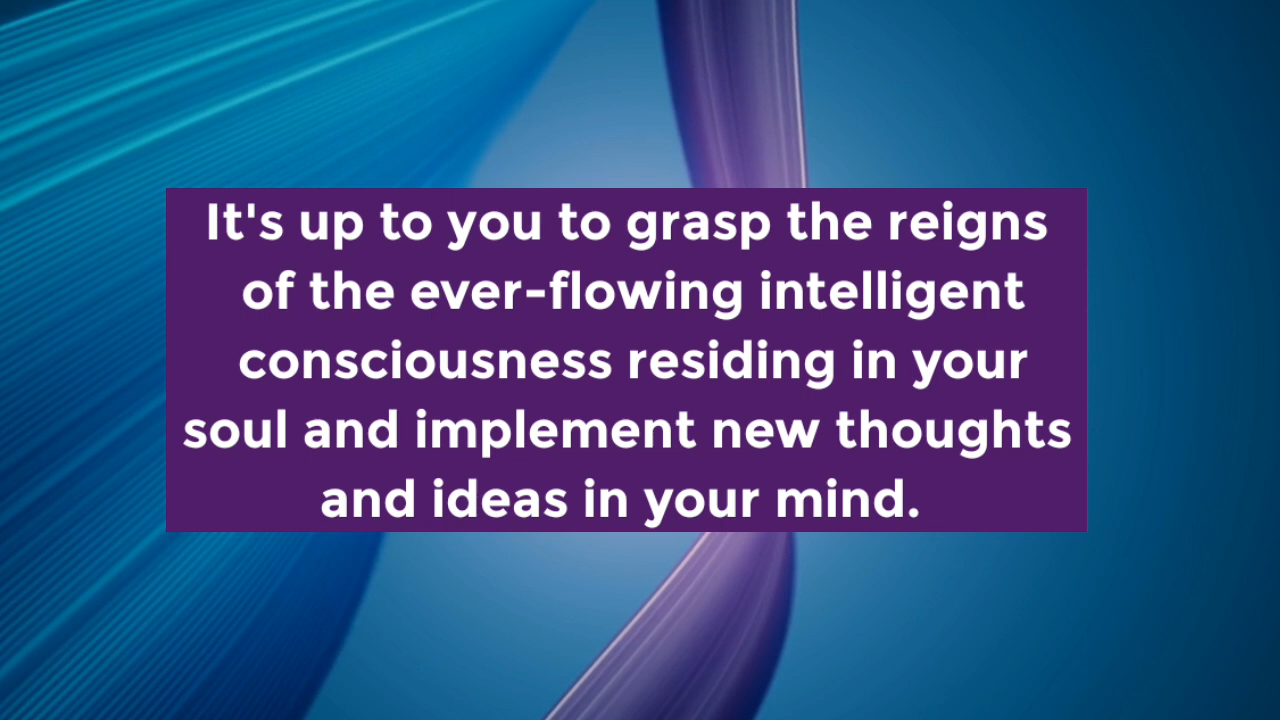 It's up to you to grasp the reigns
of the ever-flowing intelligent
consciousness residing in your
soul and implement new thoughts
and ideas in your mind.